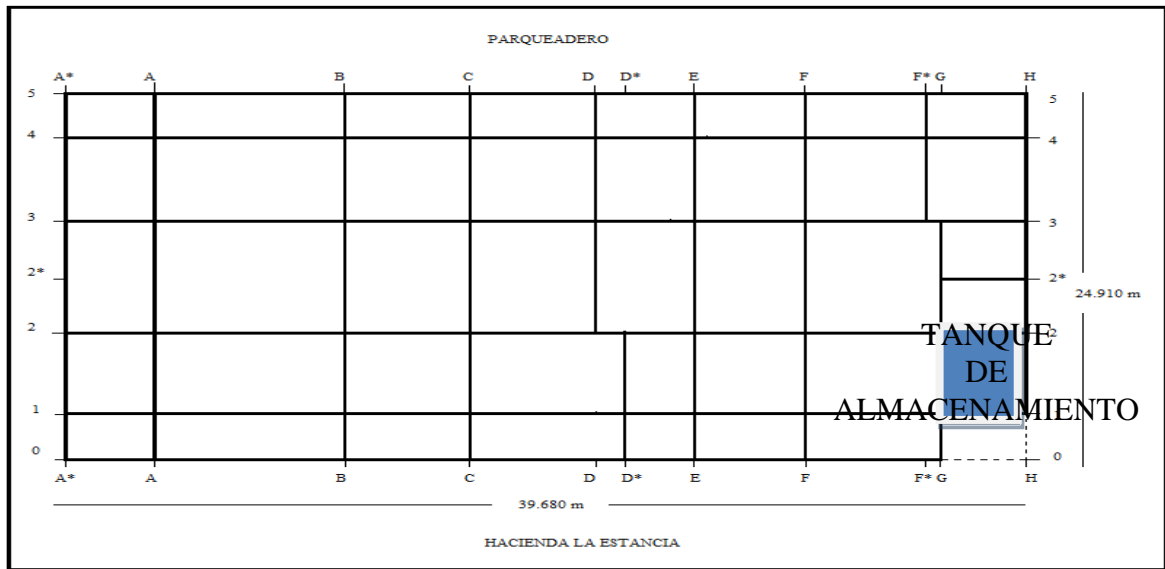 PARQUEADERO
A* A B C D D* E F F* G H
5 5
4 4
3 3
2* 2*
24.910 m
2 2
TANQUE
DE
ALMACENAMIENTO
1
0 0
A* A B C D D* E F F* G H
39.680 m
HACIENDA LA ESTANCIA